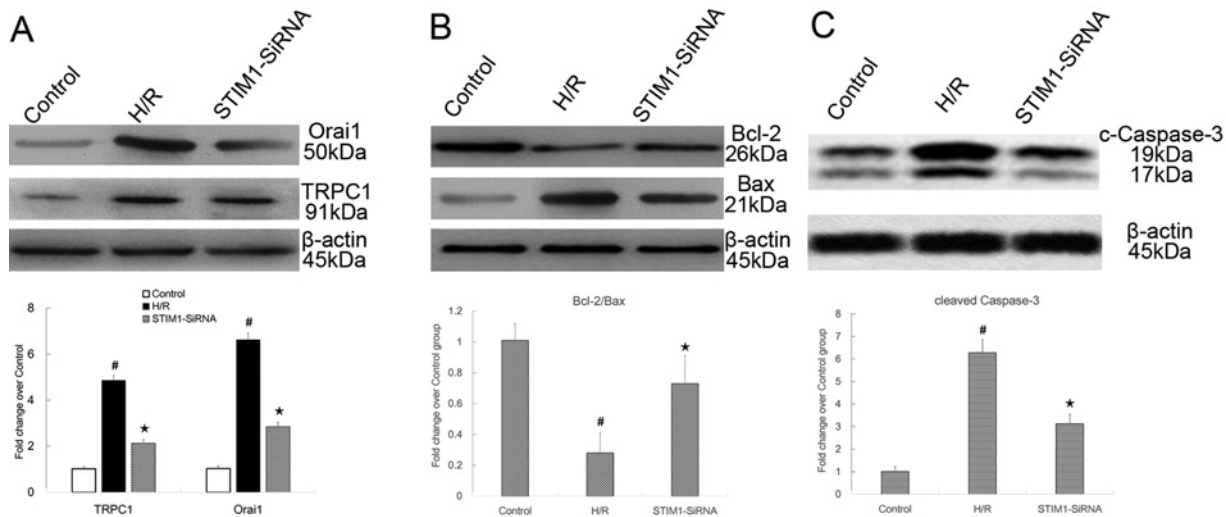 A
Control
H/R
STIM1-SiRNA
Orai1
50kDa
TRPC1
91kDa
β-actin
45kDa
Control
H/R
STIM1-SiRNA
Fold change over Control
8
6
4
2
0
#
★
#
★
TRPC1
Orai1
B
Control
H/R
STIM1-SiRNA
Bcl-2
26kDa
Bax
21kDa
β-actin
45kDa
Bcl-2/Bax
Fold change over Control group
1.2
1
0.8
0.6
0.4
0.2
0
#
★
Control
H/R
STIM1-SiRNA
C
Control
H/R
STIM1-SiRNA
c-Caspase-3
19kDa
17kDa
β-actin
45kDa
cleaved Caspase-3
Fold change over Control group
8
7
6
5
4
3
2
1
0
#
★
Control
H/R
STIM1-SiRNA